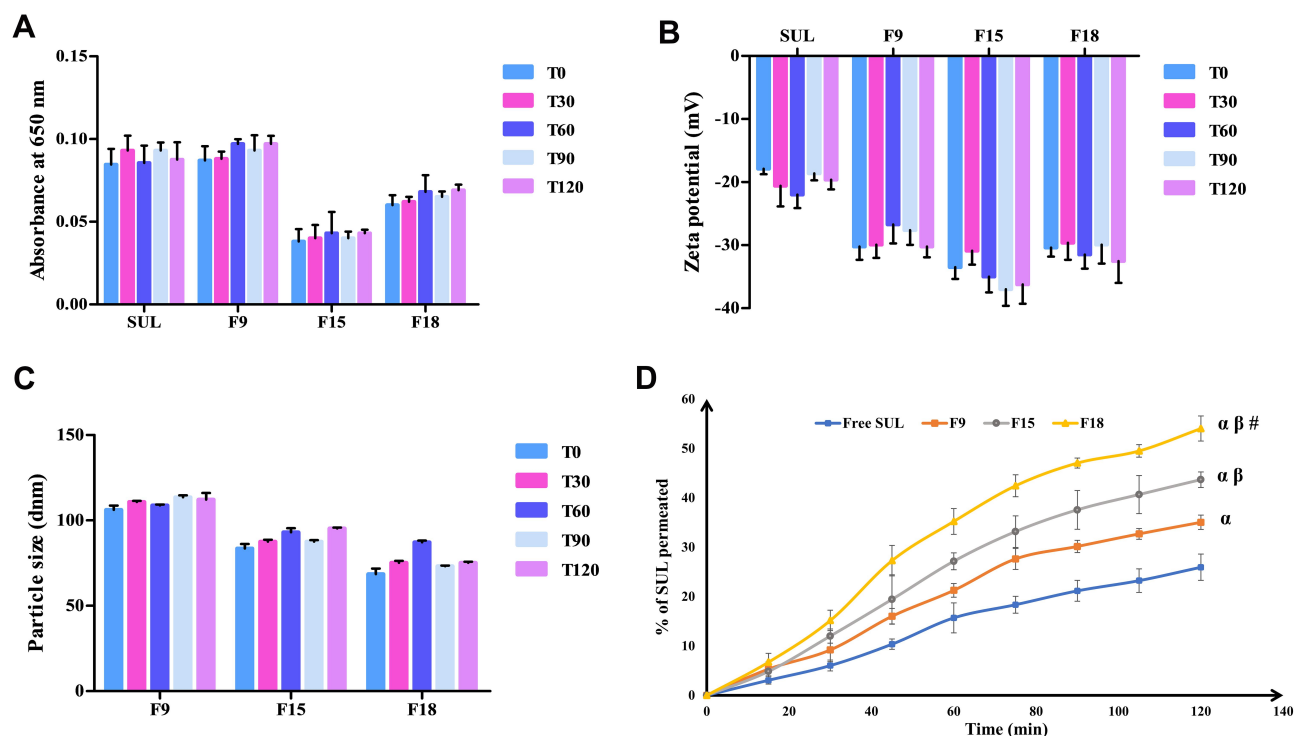 A
Absorbance at 650 nm
0.15
0.10
0.05
0.00
SUL F9 F15 F18
T0
T30
T60
T90
T120
B
SUL F9 F15 F18
Zeta potential (mV)
0
-10
-20
-30
-40
T0
T30
T60
T90
T120
C
Particle size (dnm)
150
100
50
0
F9 F15 F18
T0
T30
T60
T90
T120
D
% of SUL permeated
60
50
40
30
20
10
0
Free SUL F9 F15 F18
α β #
α β
α
0 20 40 60 80 100 120 140
Time (min)